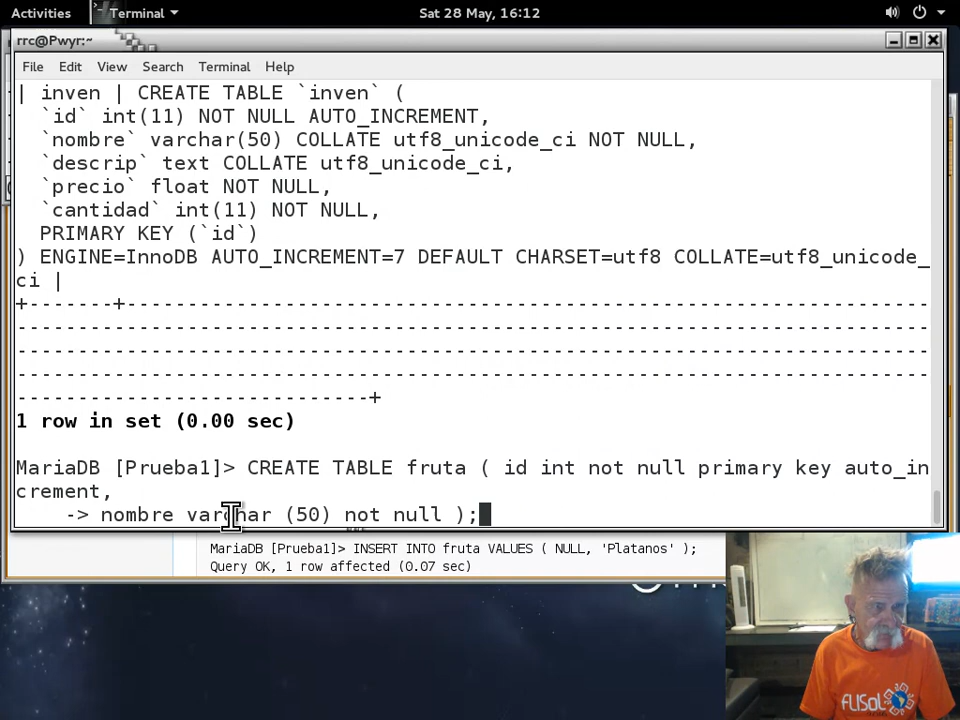 Activities Terminal Sat 28 May, 16:12
rrc@Pwyr:~
File Edit View Search Terminal Help
| inven | CREATE TABLE `inven` (
`id` int(11) NOT NULL AUTO_INCREMENT,
`nombre` varchar(50) COLLATE utf8_unicode_ci NOT NULL,
`descrip` text COLLATE utf8_unicode_ci,
`precio` float NOT NULL,
`cantidad` int(11) NOT NULL,
PRIMARY KEY (`id`)
) ENGINE=InnoDB AUTO_INCREMENT=7 DEFAULT CHARSET=utf8 COLLATE=utf8_unicode_
ci |
+-------+------------------------------------------------------------------
---------------------------------------------------------------------------
---------------------------------------------------------------------------
---------------------------------------------------------------------------
-----------------------------+
1 row in set (0.00 sec)
MariaDB [Prueba1]> CREATE TABLE fruta ( id int not null primary key auto_in
crement,
-> nombre varchar (50) not null );
MariaDB [Prueba1]> INSERT INTO fruta VALUES ( NULL, 'Platanos' );
Query OK, 1 row affected (0.07 sec)
FLISoL